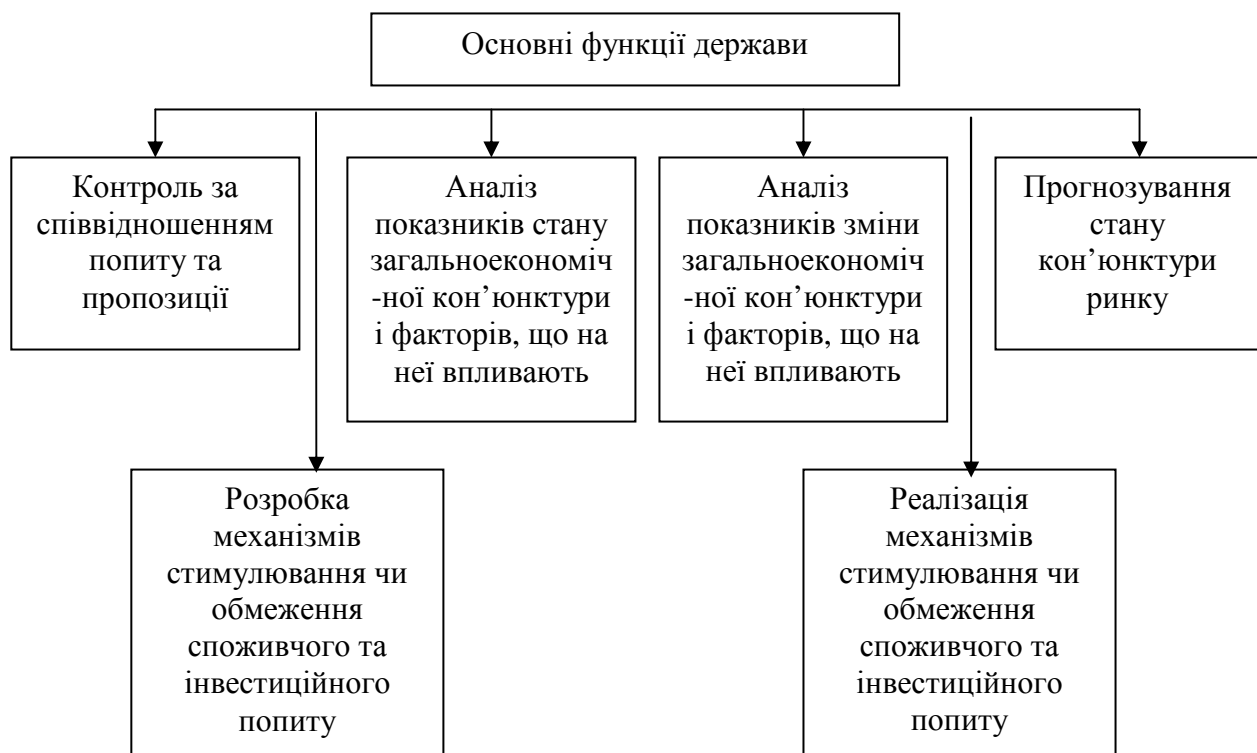 Основні функції держави
Контроль за
співвідношенням
попиту та
пропозиції
Аналіз
показників стану
загальноекономіч
-ної кон’юнктури
і факторів, що на
неї впливають
Аналіз
показників зміни
загальноекономіч
-ної кон’юнктури
і факторів, що на
неї впливають
Прогнозування
стану
кон’юнктури
ринку
Розробка
механізмів
стимулювання чи
обмеження
споживчого та
інвестиційного
попиту
Реалізація
механізмів
стимулювання чи
обмеження
споживчого та
інвестиційного
попиту